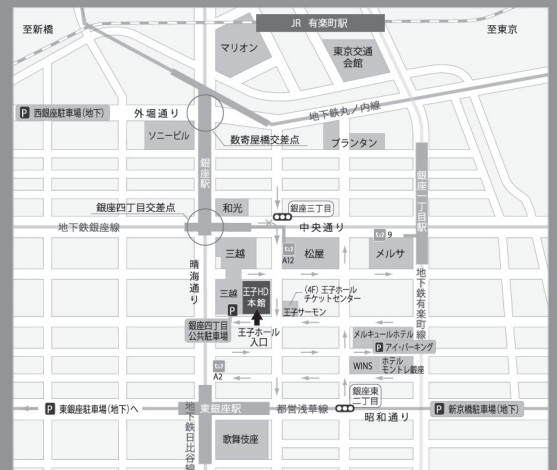 JR 有楽町駅
至新橋
至東京
マリオン
東京交通
会館
地下鉄丸ノ内線
P 西銀座駐車場(地下)
外堀通り
ソニービル
数寄屋橋交差点
プランタン
銀座駅
銀座一丁目駅
和光
銀座三丁目
銀座四丁目交差点
地下鉄銀座線
中央通り
9
三越
A12
松屋
メルサ
晴海通り
三越
P
王子HD
本館
(4F) 王子ホール
チケットセンター
王子サーモン
地下鉄有楽町線
銀座四丁目
公共駐車場
王子ホール
入口
メルキュールホテル
P アイ・パーキング
A2
WINS
ホテル
モントレ銀座
銀座東
二丁目
P 東銀座駐車場(地下)へ
東銀座駅
都営浅草線
昭和通り
P 新京橋駐車場(地下)
地下鉄日比谷線
歌舞伎座